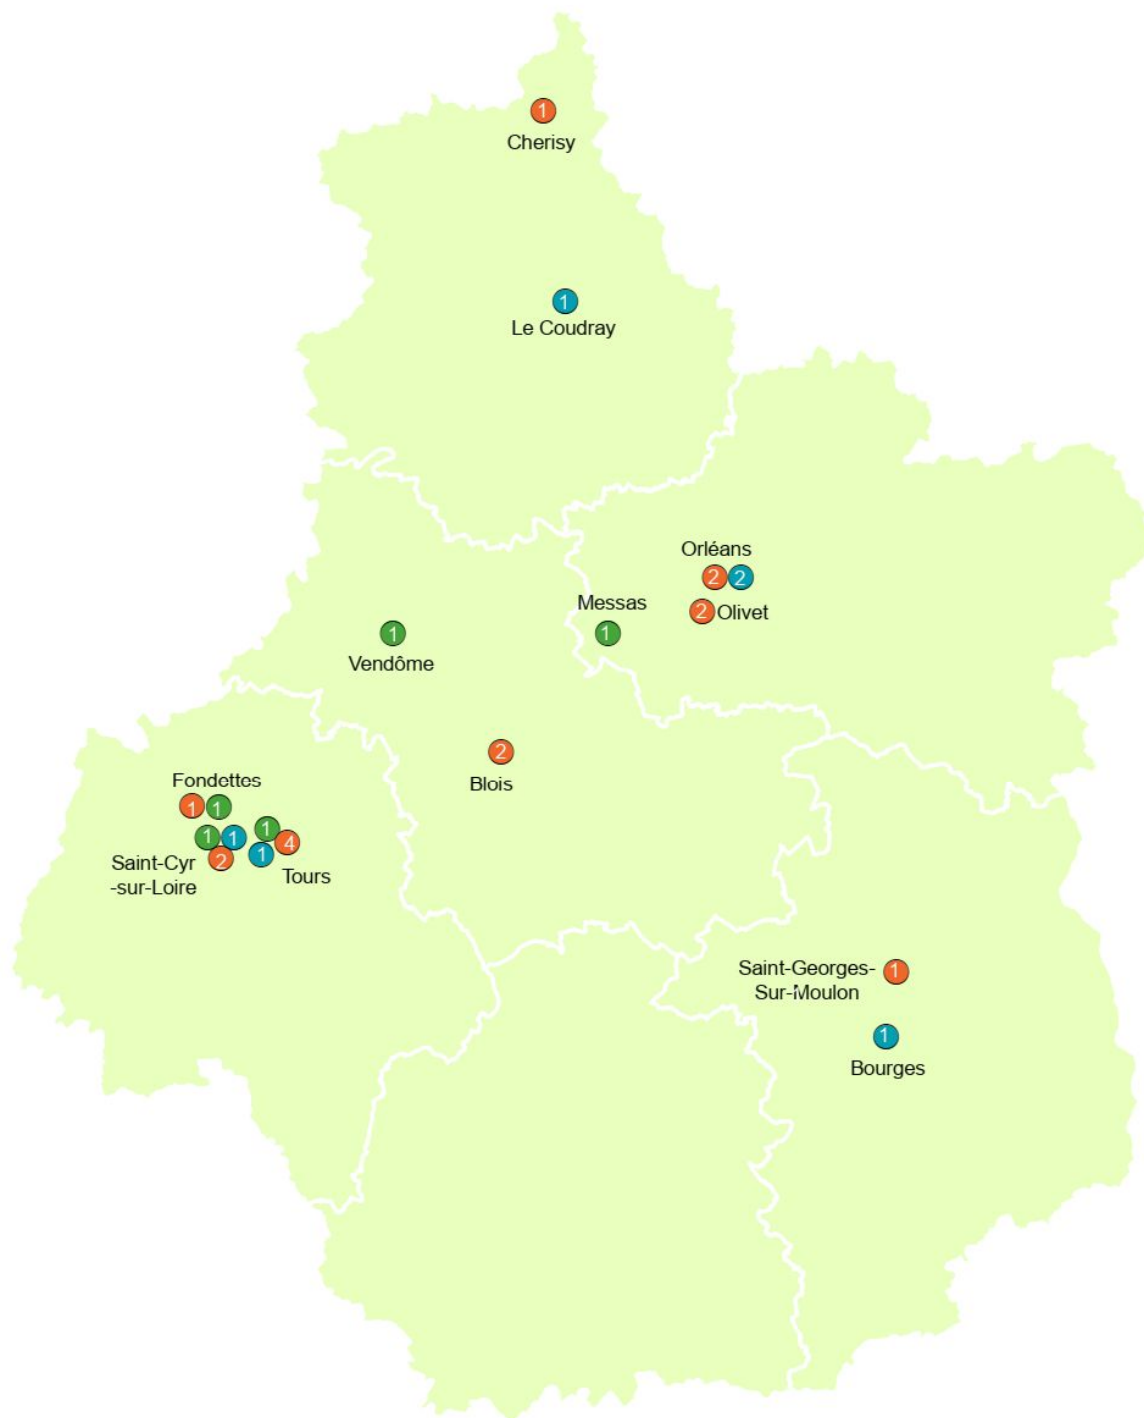 1
Cherisy
1
Le Coudray
Orléans
2 2
Messas
2 Olivet
1
1
Vendôme
2
Blois
Fondettes
1 1
1 1
1
4
2
1
Saint-Cyr
-sur-Loire
Tours
Saint-Georges-
Sur-Moulon
1
1
Bourges